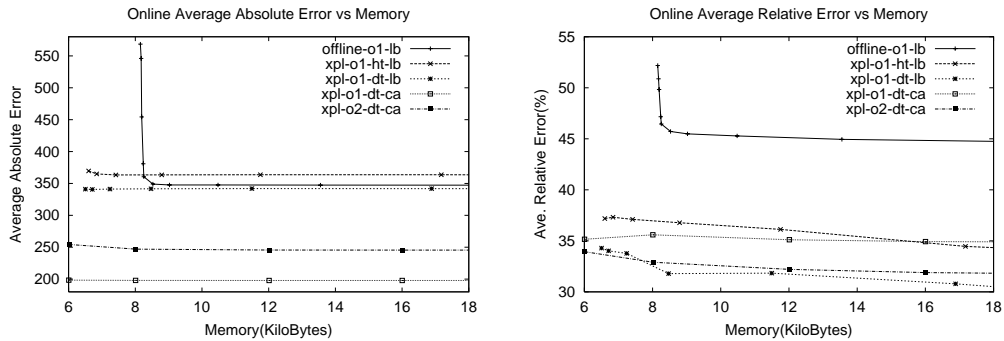 Online Average Absolute Error vs Memory
Average Absolute Error
550
500
450
400
350
300
250
200
6
8
10
12
14
16
18
Memory(KiloBytes)
offline-o1-lb
xpl-o1-ht-lb
xpl-o1-dt-lb
xpl-o1-dt-ca
xpl-o2-dt-ca
Online Average Relative Error vs Memory
Ave. Relative Error(%)
55
50
45
40
35
30
6
8
10
12
14
16
18
Memory(KiloBytes)
offline-o1-lb
xpl-o1-ht-lb
xpl-o1-dt-lb
xpl-o1-dt-ca
xpl-o2-dt-ca